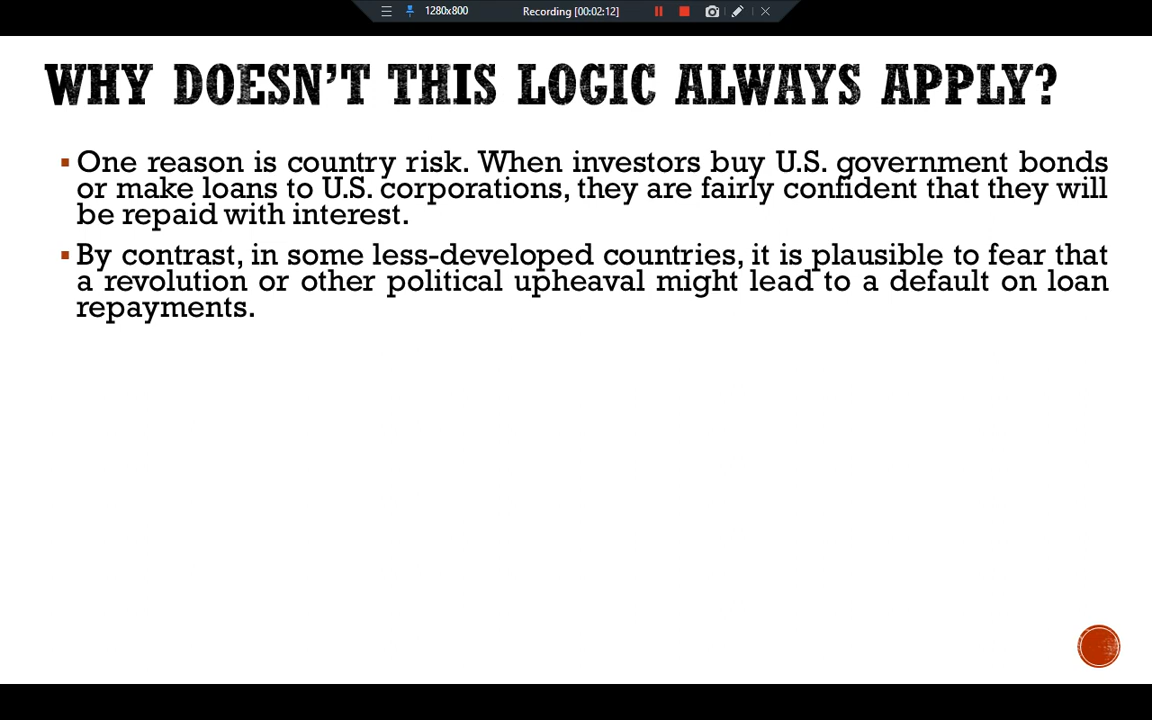 1280x800 Recording [00:02:12]
WHY DOESN'T THIS LOGIC ALWAYS APPLY?
▪ One reason is country risk. When investors buy U.S. government bonds
or make loans to U.S. corporations, they are fairly confident that they will
be repaid with interest.
▪ By contrast, in some less-developed countries, it is plausible to fear that
a revolution or other political upheaval might lead to a default on loan
repayments.